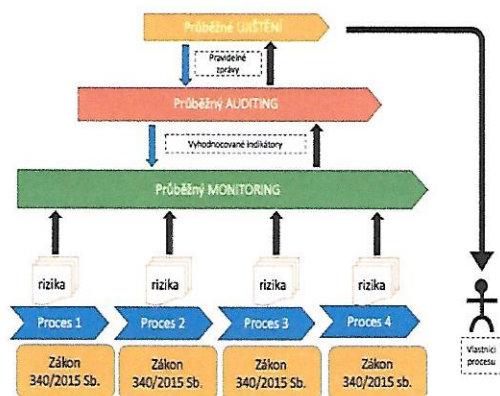 Průběžné UJIŠTĚNÍ
Pravidelné
zprávy
Průběžný AUDITING
Vyhodnocované indikátory
Průběžný MONITORING
rizika
rizika
rizika
rizika
Proces 1
Proces 2
Proces 3
Proces 4
Vlastníci
procesu
Zákon
340/2015 Sb.
Zákon
340/2015 Sb.
Zákon
340/2015 Sb.
Zákon
340/2015 sb.